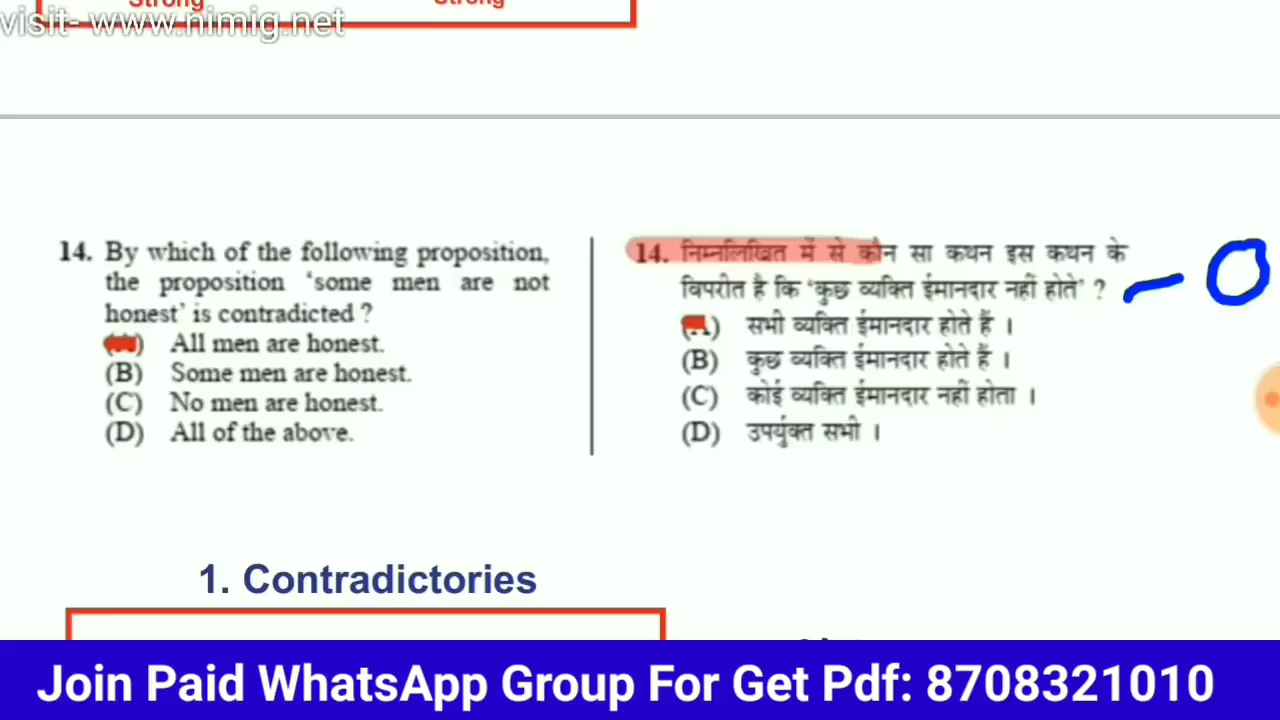 Strong Strong
visit- www.nimig.net
14. By which of the following proposition,
the proposition ‘some men are not
honest’ is contradicted ?
(A) All men are honest.
(B) Some men are honest.
(C) No men are honest.
(D) All of the above.
14. निम्नलिखित में से कौन सा कथन इस कथन के
विपरीत है कि ‘कुछ व्यक्ति ईमानदार नहीं होते’ ?
(A) सभी व्यक्ति ईमानदार होते हैं ।
(B) कुछ व्यक्ति ईमानदार होते हैं ।
(C) कोई व्यक्ति ईमानदार नहीं होता ।
(D) उपर्युक्त सभी ।
– O
1. Contradictories
Join Paid WhatsApp Group For Get Pdf: 8708321010